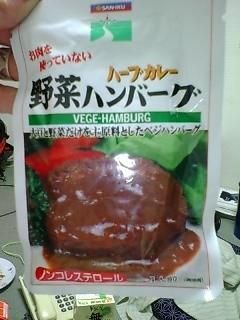 SAN-IKU
お肉を
使っていない
ハーブ・カレー
野菜ハンバーグ
VEGE-HAMBURG
大豆と野菜だけを主原料としたベジハンバーグ
ノンコレステロール